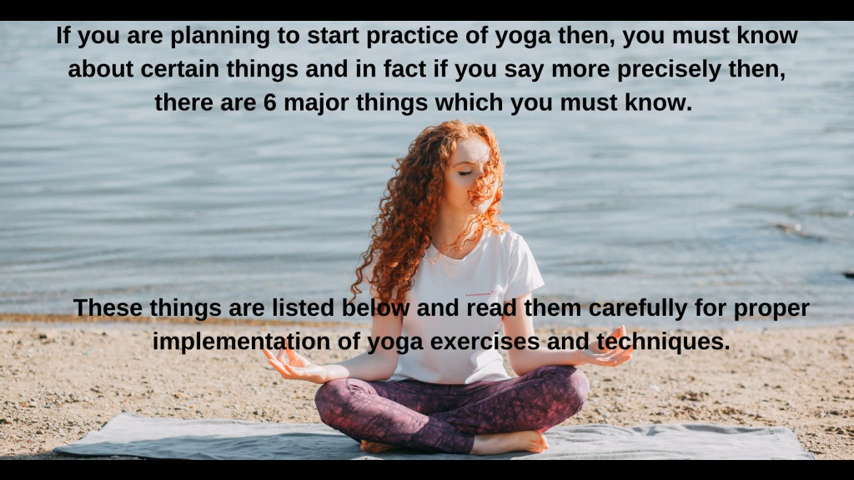 If you are planning to start practice of yoga then, you must know
about certain things and in fact if you say more precisely then,
there are 6 major things which you must know.
These things are listed below and read them carefully for proper
implementation of yoga exercises and techniques.